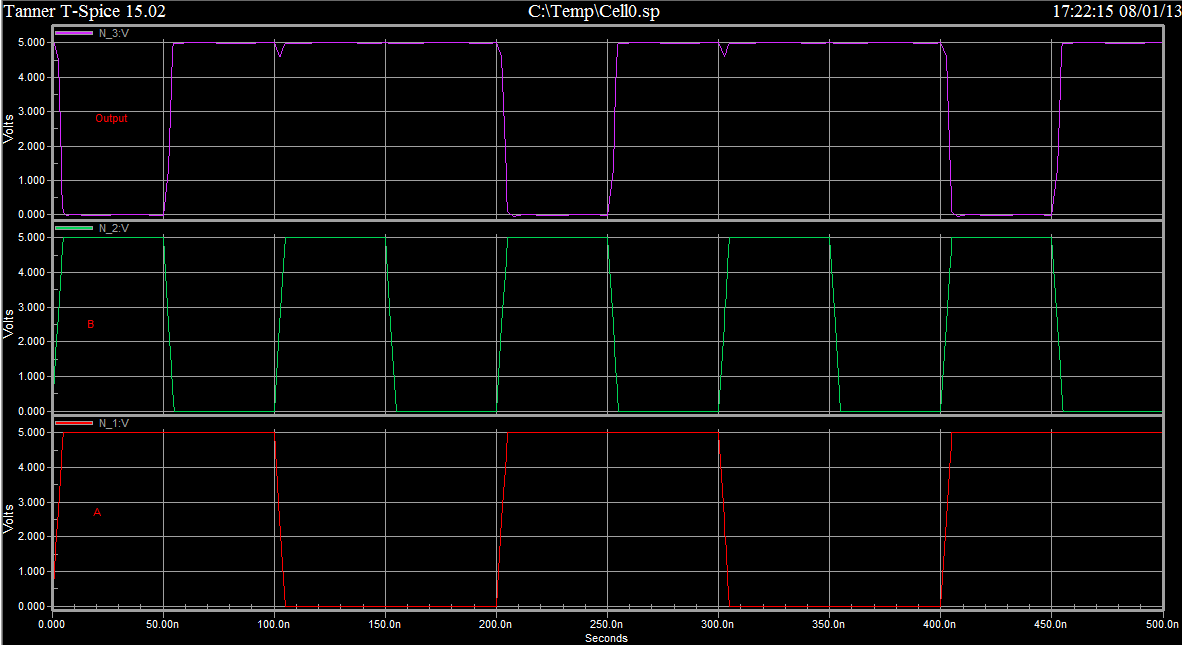 Tanner T-Spice 15.02 C:\Temp\Cell0.sp 17:22:15 08/01/13
N_3:V
5.000
4.000
3.000
2.000
1.000
0.000
Volts
Output
N_2:V
5.000
4.000
3.000
2.000
1.000
0.000
Volts
B
N_1:V
5.000
4.000
3.000
2.000
1.000
0.000
Volts
A
0.000 50.00n 100.0n 150.0n 200.0n 250.0n 300.0n 350.0n 400.0n 450.0n 500.0n
Seconds